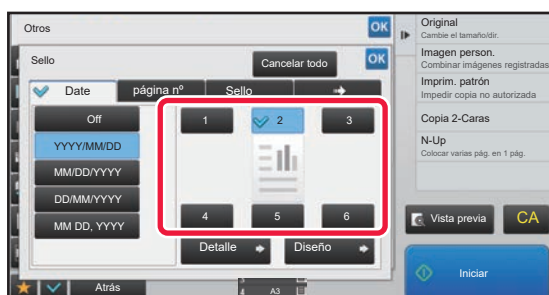 Otros
OK
Sello
Cancelar todo
OK
Date
página nº
Sello
Off
YYYY/MM/DD
MM/DD/YYYY
DD/MM/YYYY
MM DD, YYYY
1
2
3
4
5
6
Detalle
Diseño
Atrás
A3
Original
Cambie el tamaño/dir.
Imagen person.
Combinar imágenes registradas
Imprim. patrón
Impedir copia no autorizada
Copia 2-Caras
N-Up
Colocar varias pág. en 1 pág.
Vista previa
CA
Iniciar